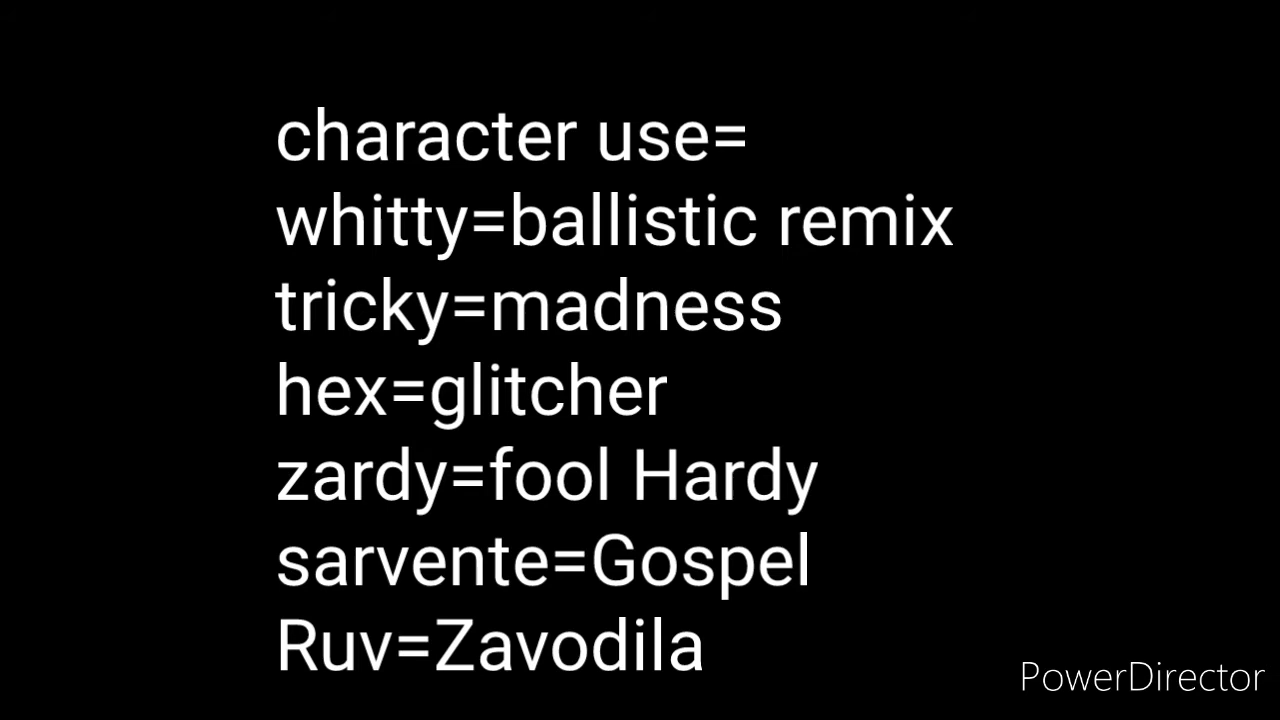 character use=
whitty=ballistic remix
tricky=madness
hex=glitcher
zardy=fool Hardy
sarvente=Gospel
Ruv=Zavodila
PowerDirector